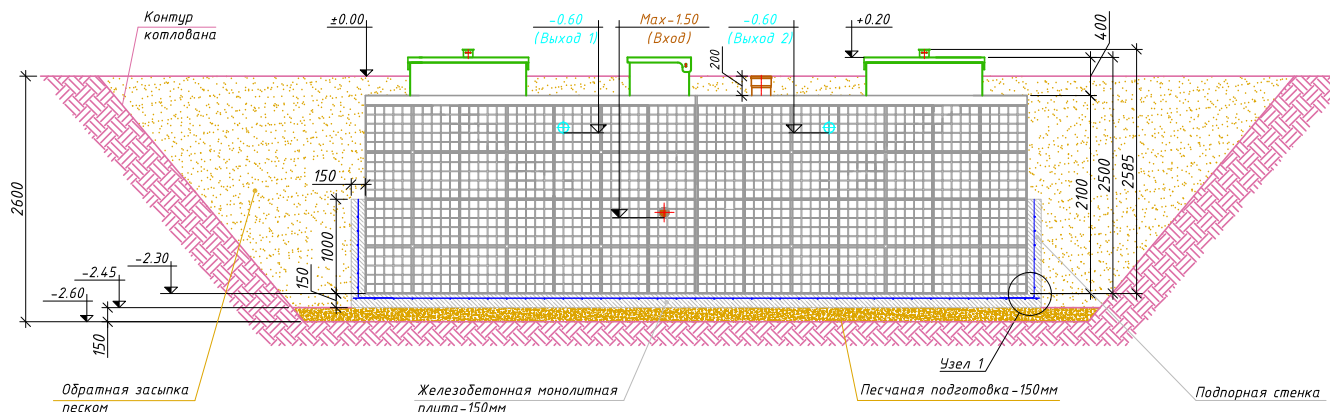 Контур
котлована
±0.00
-0.60
(Выход 1)
Max-1.50
(Вход)
-0.60
(Выход 2)
+0.20
400
200
2600
150
1000
150
2100
2500
2585
-2.30
-2.45
-2.60
150
Узел 1
Обратная засыпка
песком
Железобетонная монолитная
плита-150мм
Песчаная подготовка-150мм
Подпорная стенка